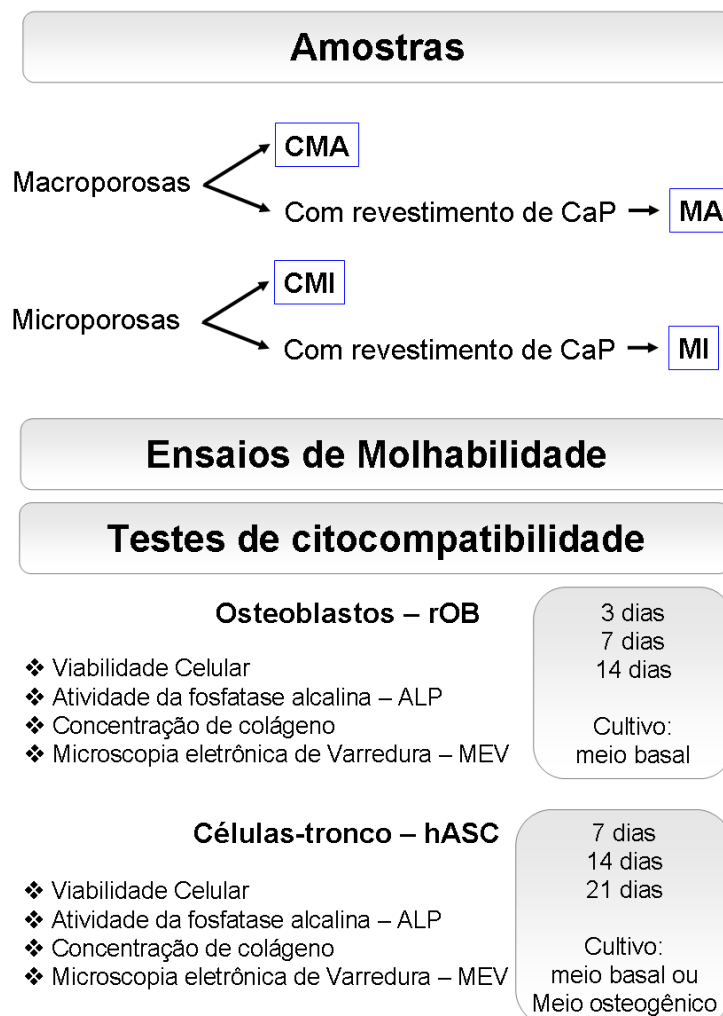 Amostras
CMA
Macroporosas
Com revestimento de CaP → MA
CMI
Microporosas
Com revestimento de CaP → MI
Ensaios de Molhabilidade
Testes de citocompatibilidade
Osteoblastos – rOB
❖ Viabilidade Celular
❖ Atividade da fosfatase alcalina – ALP
❖ Concentração de colágeno
❖ Microscopia eletrônica de Varredura – MEV
3 dias
7 dias
14 dias
Cultivo:
meio basal
Células-tronco – hASC
❖ Viabilidade Celular
❖ Atividade da fosfatase alcalina – ALP
❖ Concentração de colágeno
❖ Microscopia eletrônica de Varredura – MEV
7 dias
14 dias
21 dias
Cultivo:
meio basal ou
Meio osteogênico